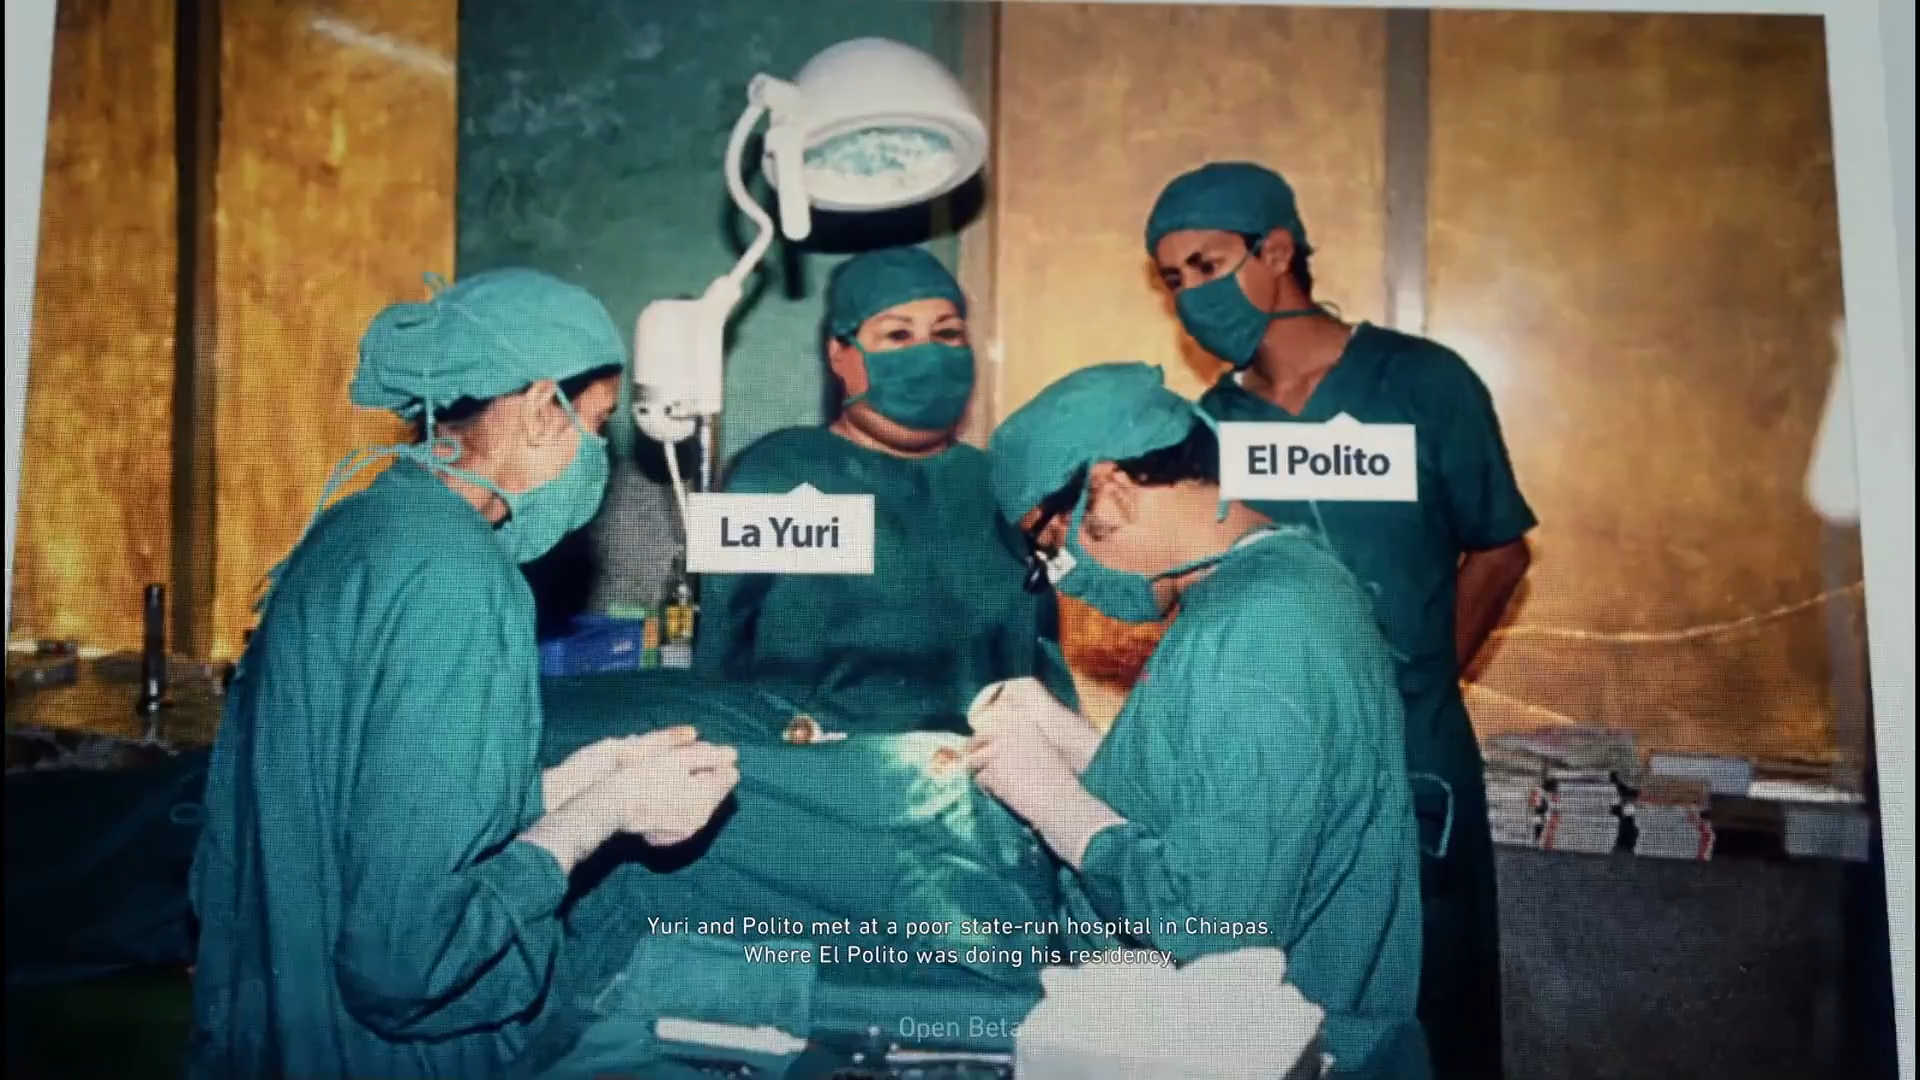 El Polito
La Yuri
Yuri and Polito met at a poor state-run hospital in Chiapas.
Where El Polito was doing his residency.
Open Beta